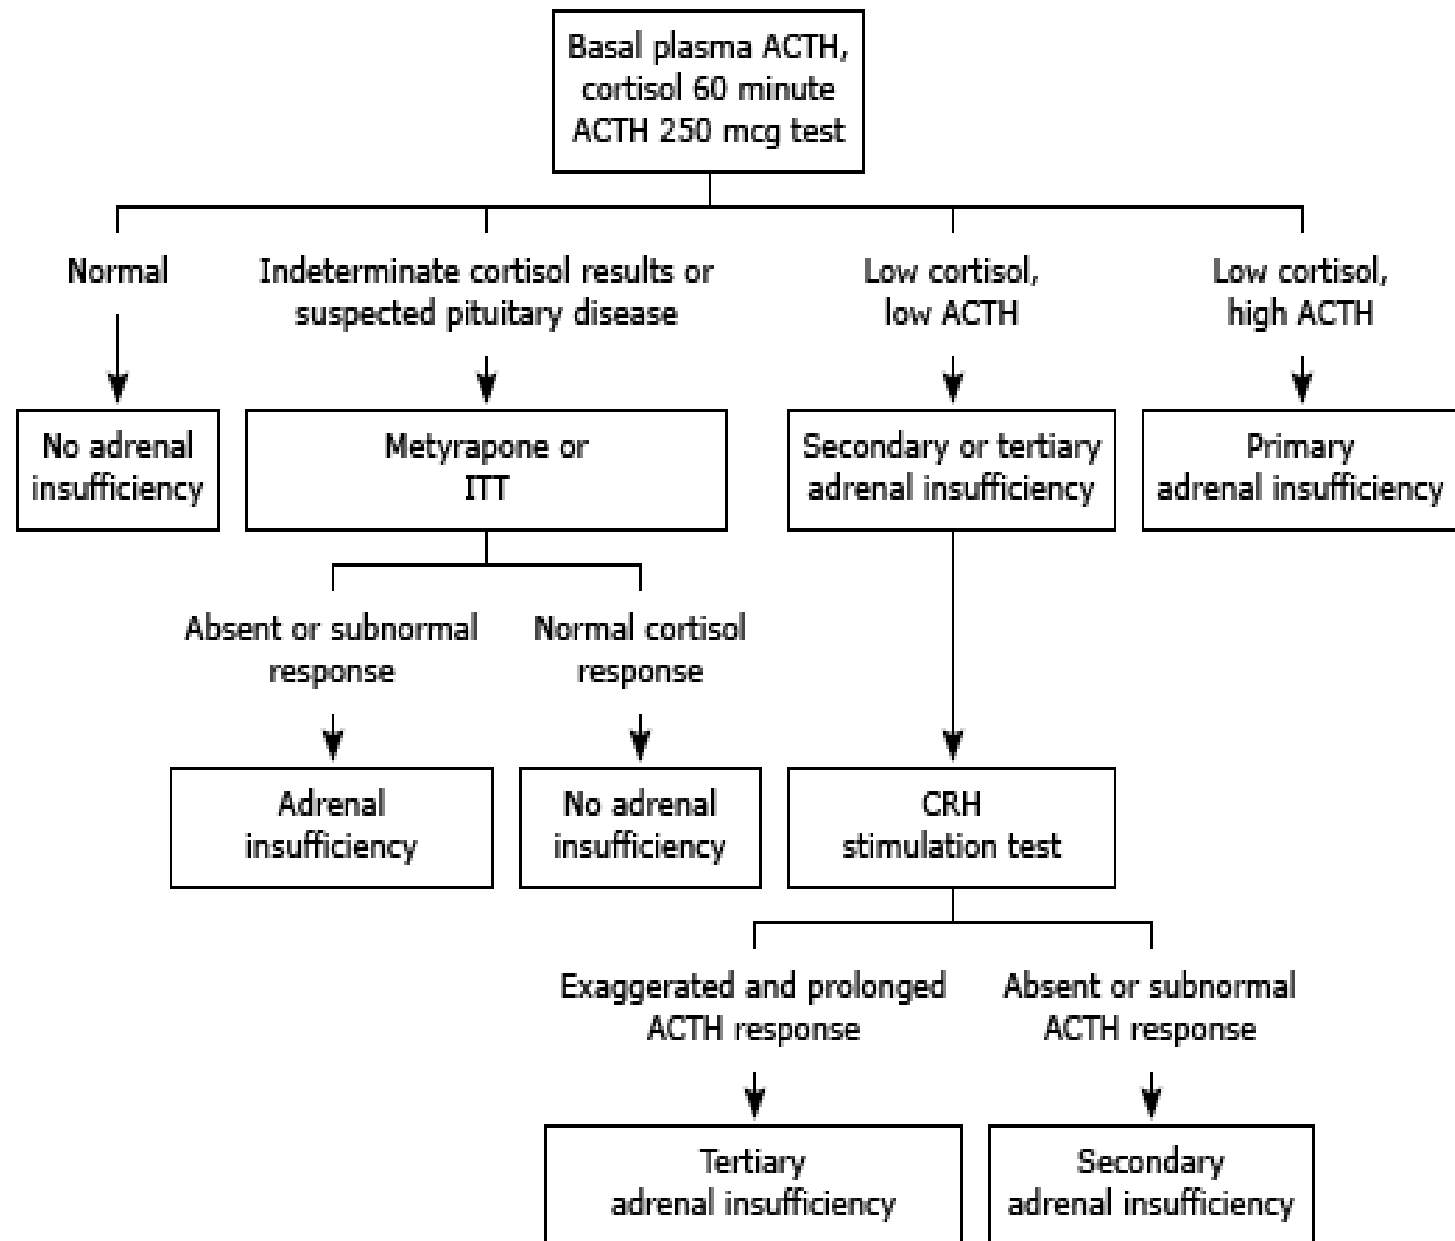 Basal plasma ACTH,
cortisol 60 minute
ACTH 250 mcg test
Normal
Indeterminate cortisol results or
suspected pituitary disease
Low cortisol,
low ACTH
Low cortisol,
high ACTH
No adrenal
insufficiency
Metyrapone or
ITT
Secondary or tertiary
adrenal insufficiency
Primary
adrenal insufficiency
Absent or subnormal
response
Normal cortisol
response
Adrenal
insufficiency
No adrenal
insufficiency
CRH
stimulation test
Exaggerated and prolonged
ACTH response
Absent or subnormal
ACTH response
Tertiary
adrenal insufficiency
Secondary
adrenal insufficiency